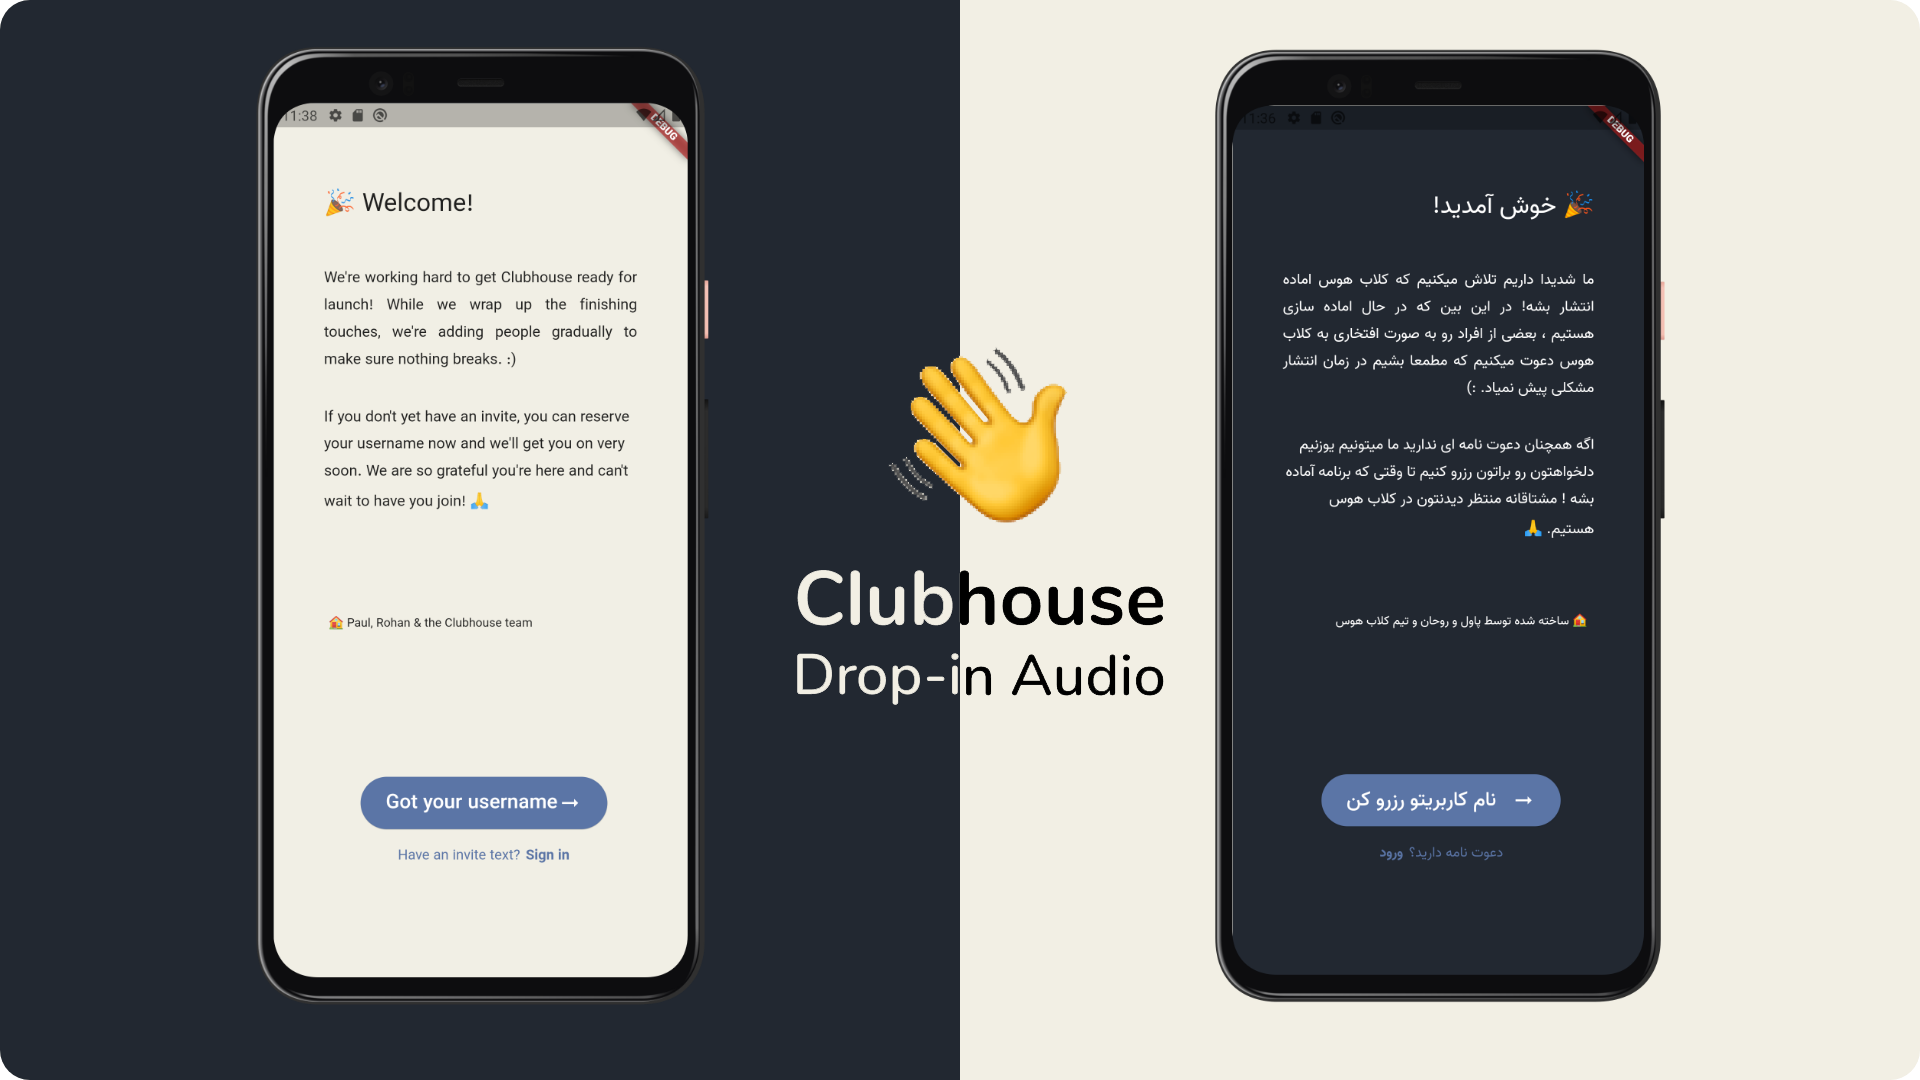 11:38
DEBUG
🎉 Welcome!
We're working hard to get Clubhouse ready for
launch! While we wrap up the finishing
touches, we're adding people gradually to
make sure nothing breaks. :)
If you don't yet have an invite, you can reserve
your username now and we'll get you on very
soon. We are so grateful you're here and can't
wait to have you join! 🙏
🏠 Paul, Rohan & the Clubhouse team
Got your username →
Have an invite text? Sign in
Clubhouse
Drop-in Audio
11:36
DEBUG
🎉 خوش آمدید!
ما شدیدا داریم تلاش میکنیم که کلاب هوس اماده
انتشار بشه! در این بین که در حال اماده سازی
هستیم ، بعضی از افراد رو به صورت افتخاری به کلاب
هوس دعوت میکنیم که مطمعا بشیم در زمان انتشار
مشکلی پیش نمیاد. :)
اگه همچنان دعوت نامه ای ندارید ما میتونیم یوزنیم
دلخواهتون رو براتون رزرو کنیم تا وقتی که برنامه آماده
بشه ! مشتاقانه منتظر دیدنتون در کلاب هوس
هستیم. 🙏
🏠 ساخته شده توسط پاول و روحان و تیم کلاب هوس
نام کاربریتو رزرو کن →
دعوت نامه دارید؟ ورود